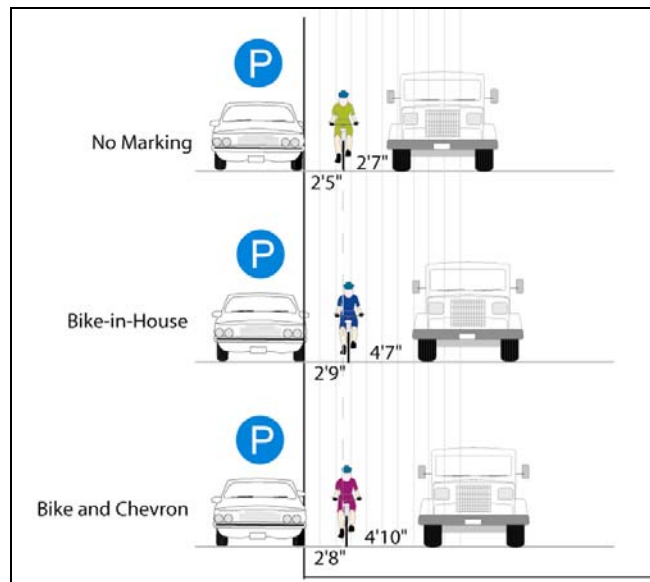 P
No Marking
2'7"
2'5"
P
Bike-in-House
4'7"
2'9"
P
Bike and Chevron
4'10"
2'8"